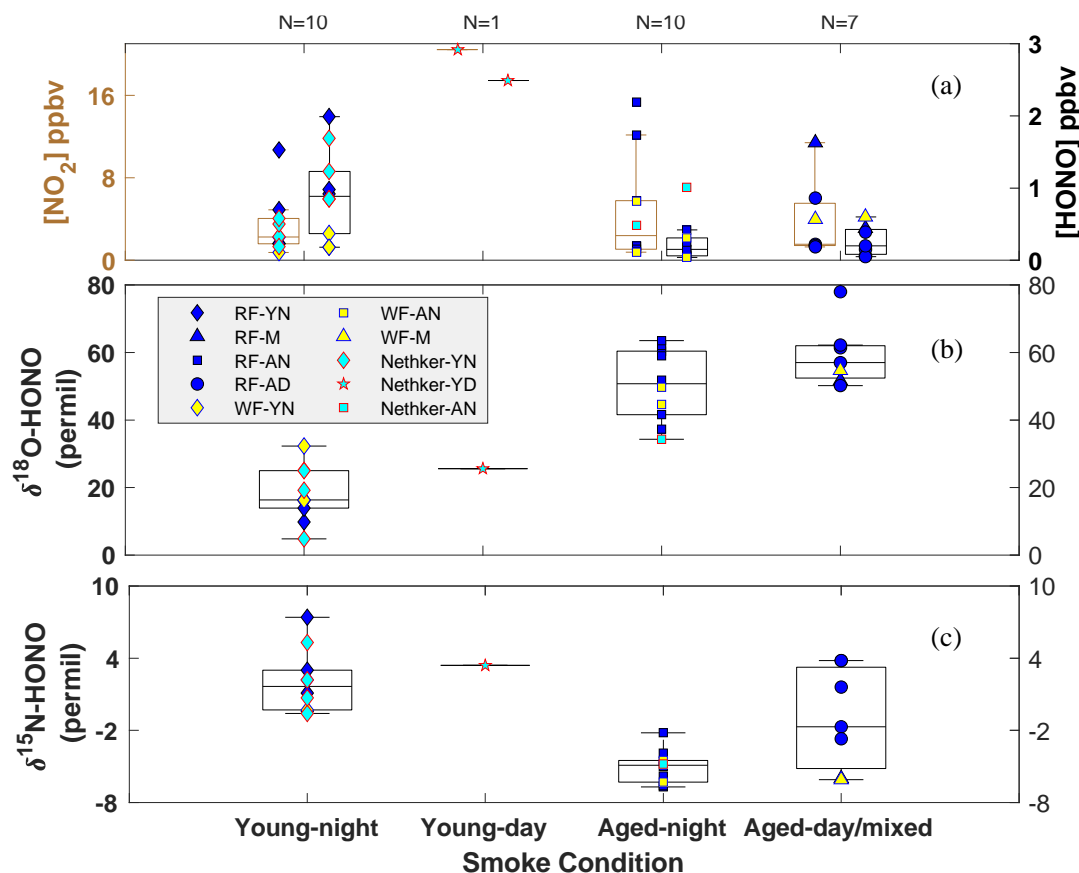 N=10 N=1 N=10 N=7
[NO2] ppbv
16
8
0
3
2
1
0
[HONO] ppbv
(a)
δ18O-HONO
(permil)
80
60
40
20
0
80
60
40
20
0
(b)
RF-YN
RF-M
RF-AN
RF-AD
WF-YN
WF-AN
WF-M
Nethker-YN
Nethker-YD
Nethker-AN
δ15N-HONO
(permil)
10
4
-2
-8
10
4
-2
-8
(c)
Young-night Young-day Aged-night Aged-day/mixed
Smoke Condition